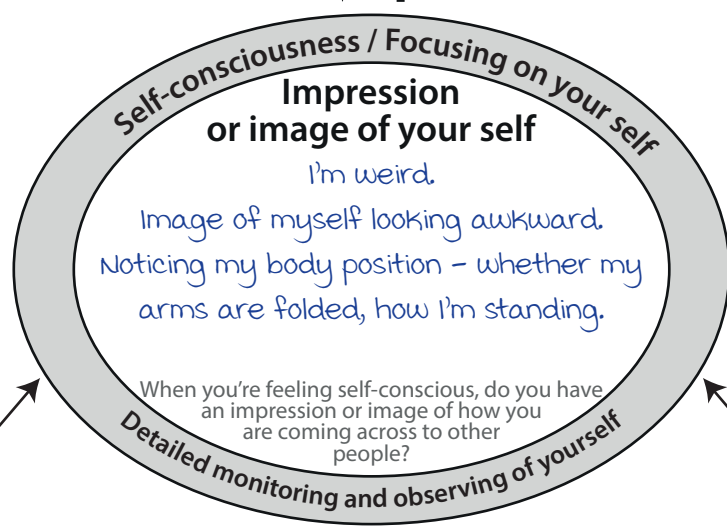 Self-consciousness / Focusing on your self
Impression
or image of your self
I'm weird.
Image of myself looking awkward.
Noticing my body position - whether my
arms are folded, how I'm standing.
When you're feeling self-conscious, do you have
an impression or image of how you
are coming across to other
people?
Detailed monitoring and observing of yourself